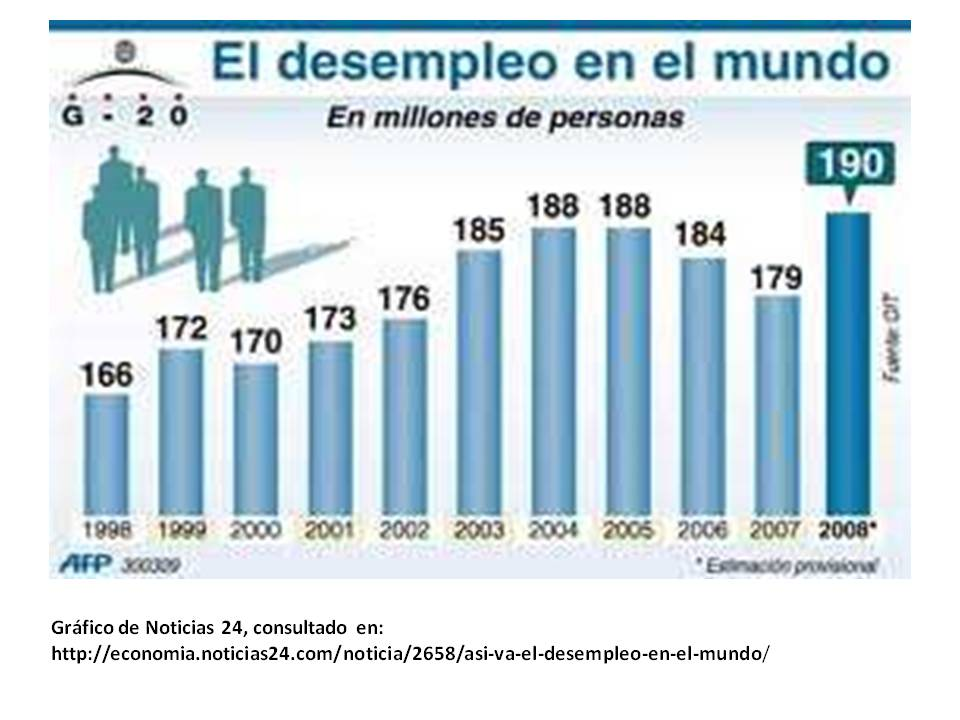 El desempleo en el mundo
G - 20
En millones de personas
190
188 188
185
184
179
176
173
172
170
166
Fuente: OIT
1998 1999 2000 2001 2002 2003 2004 2005 2006 2007 2008*
AFP 300309
* Estimación provisional
Gráfico de Noticias 24, consultado en:
http://economia.noticias24.com/noticia/2658/asi-va-el-desempleo-en-el-mundo/